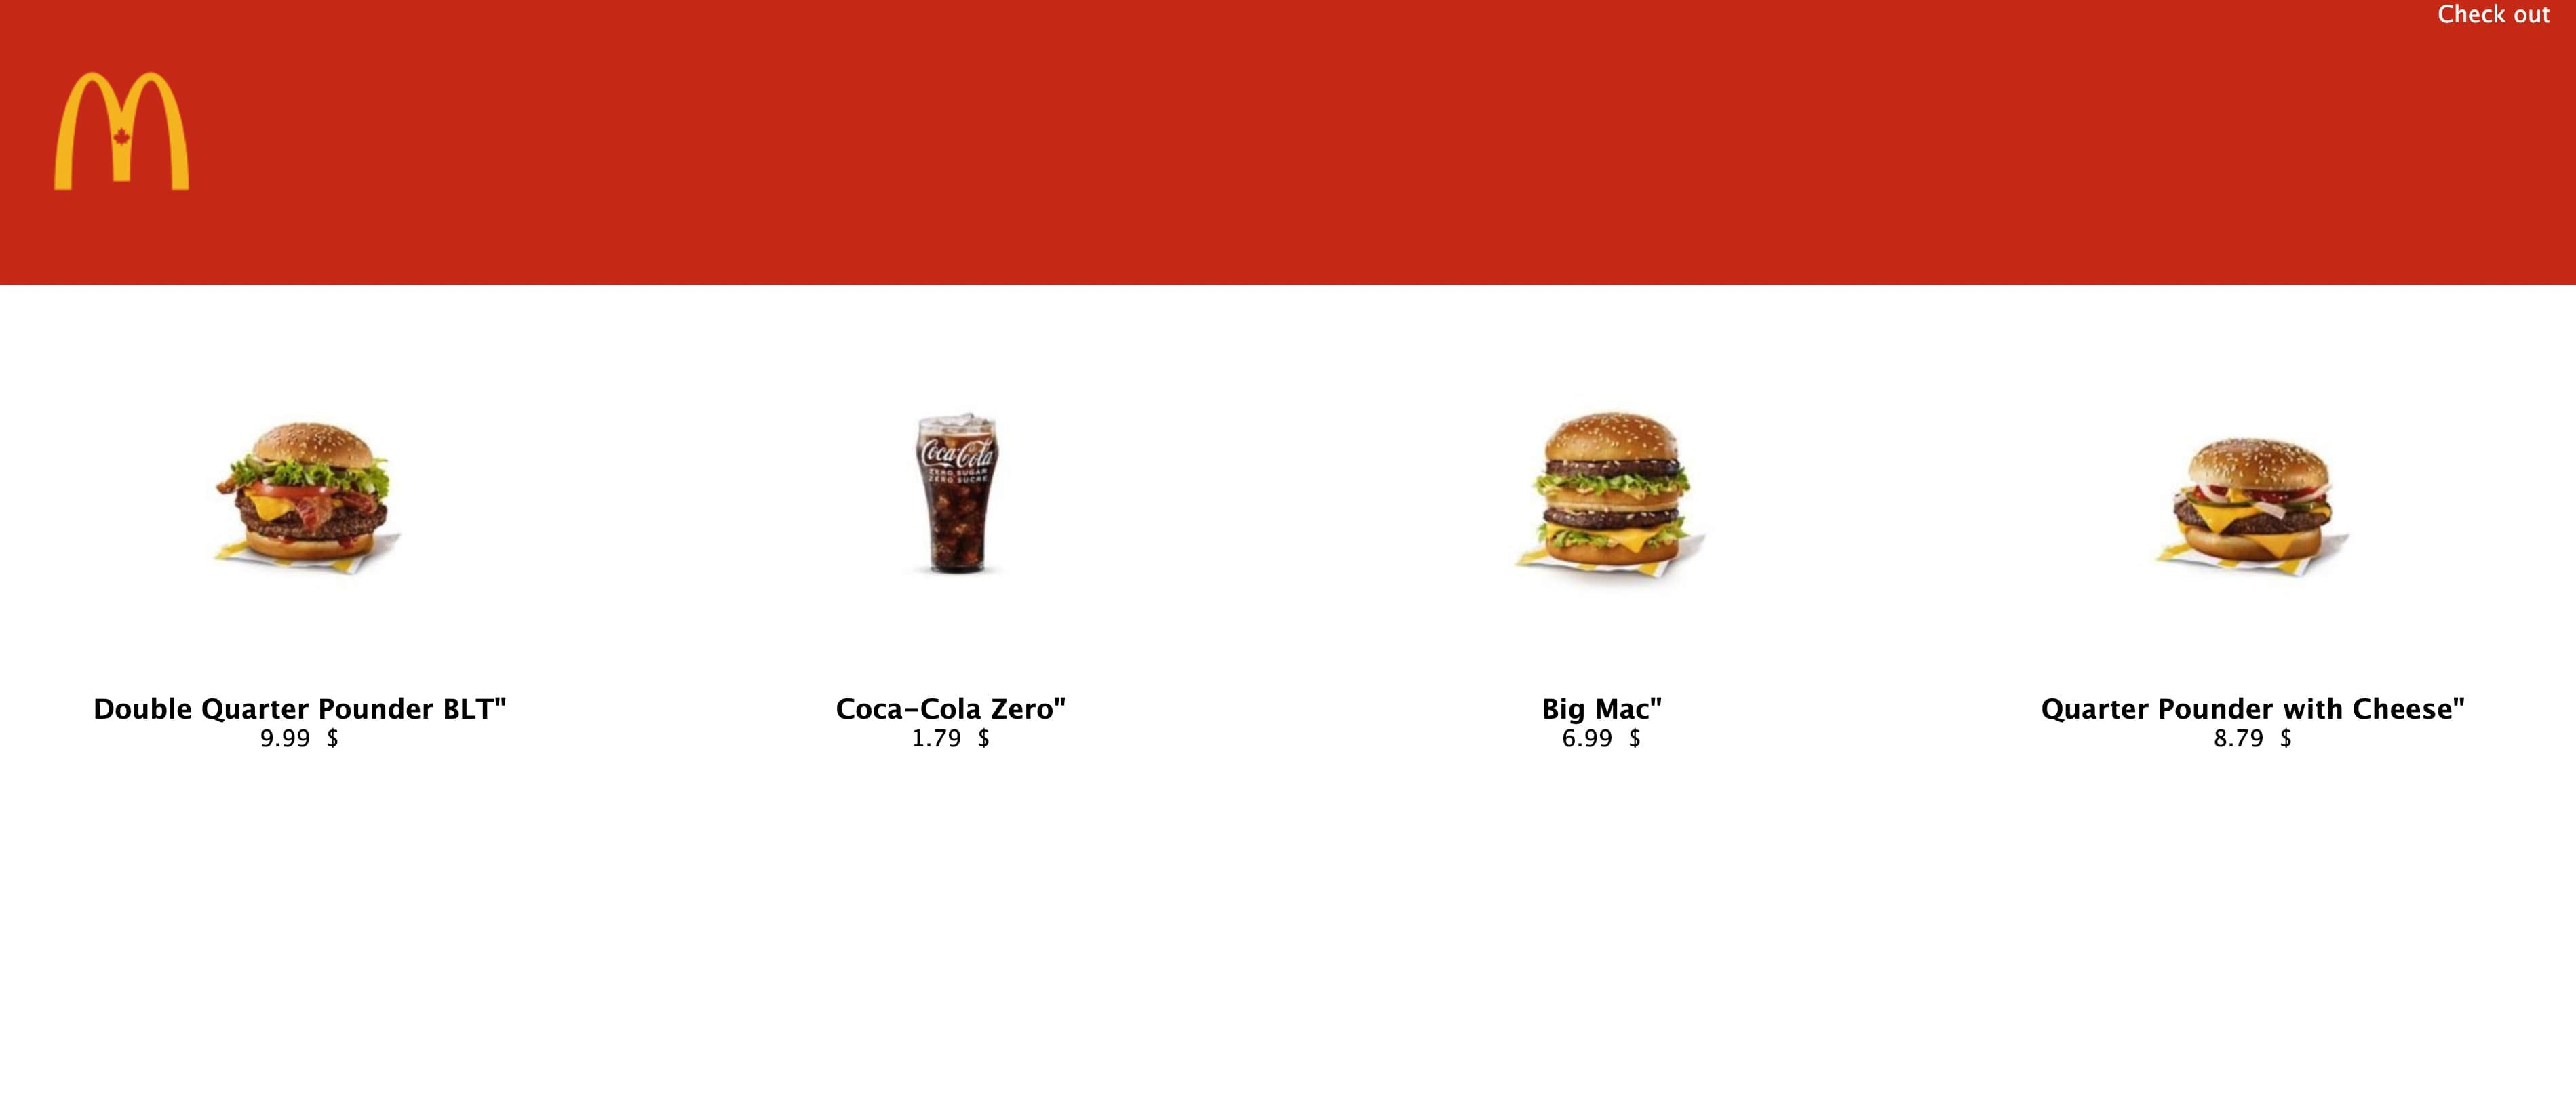 Check out
Coca-Cola
ZERO SUGAR
ZERO SUCRE
Double Quarter Pounder BLT"
9.99 $
Coca-Cola Zero"
1.79 $
Big Mac"
6.99 $
Quarter Pounder with Cheese"
8.79 $